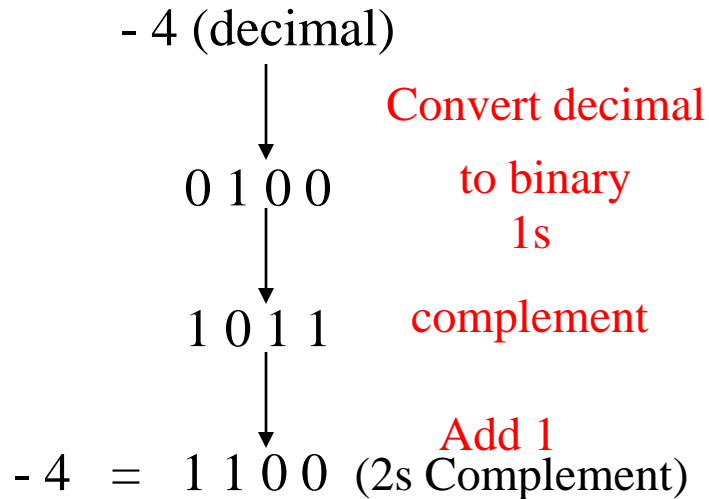 - 4 (decimal)
Convert decimal
0 1 0 0 to binary
1s
1 0 1 1 complement
Add 1
- 4 = 1 1 0 0 (2s Complement)